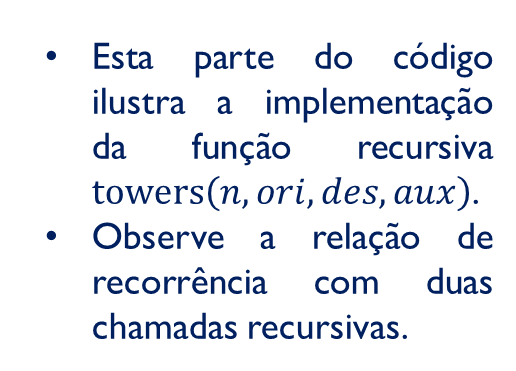 • Esta parte do código
ilustra a implementação
da função recursiva
towers(n, ori, des, aux).
• Observe a relação de
recorrência com duas
chamadas recursivas.